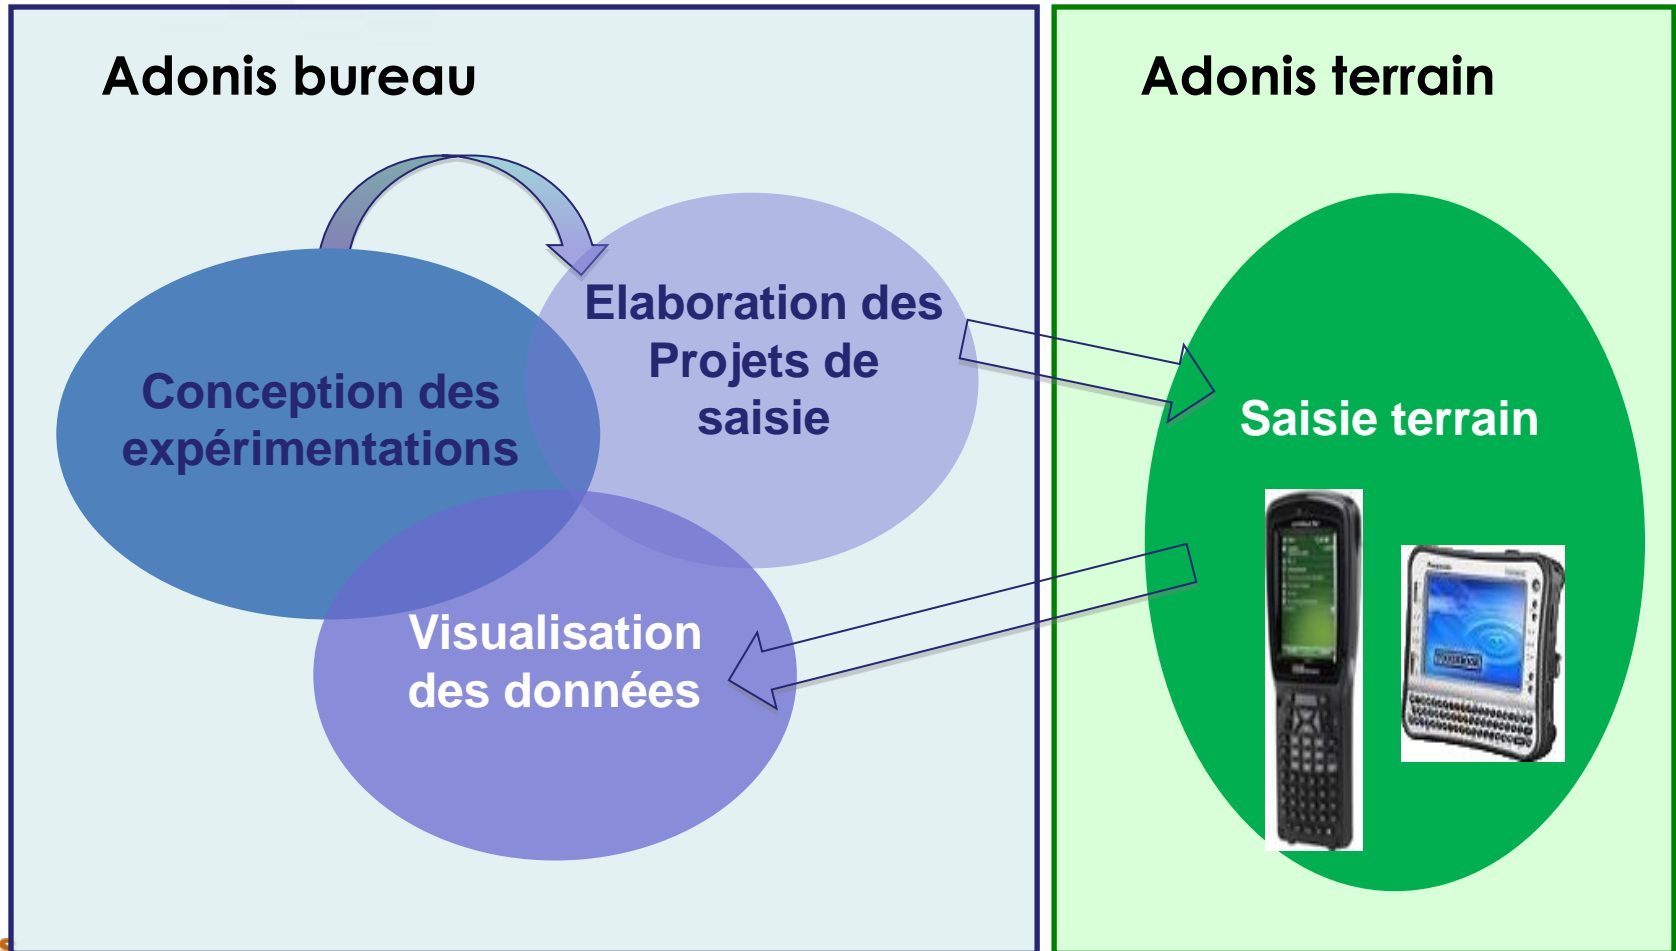 Adonis bureau
Adonis terrain
Elaboration des
Projets de
saisie
Conception des
expérimentations
Saisie terrain
Visualisation
des données